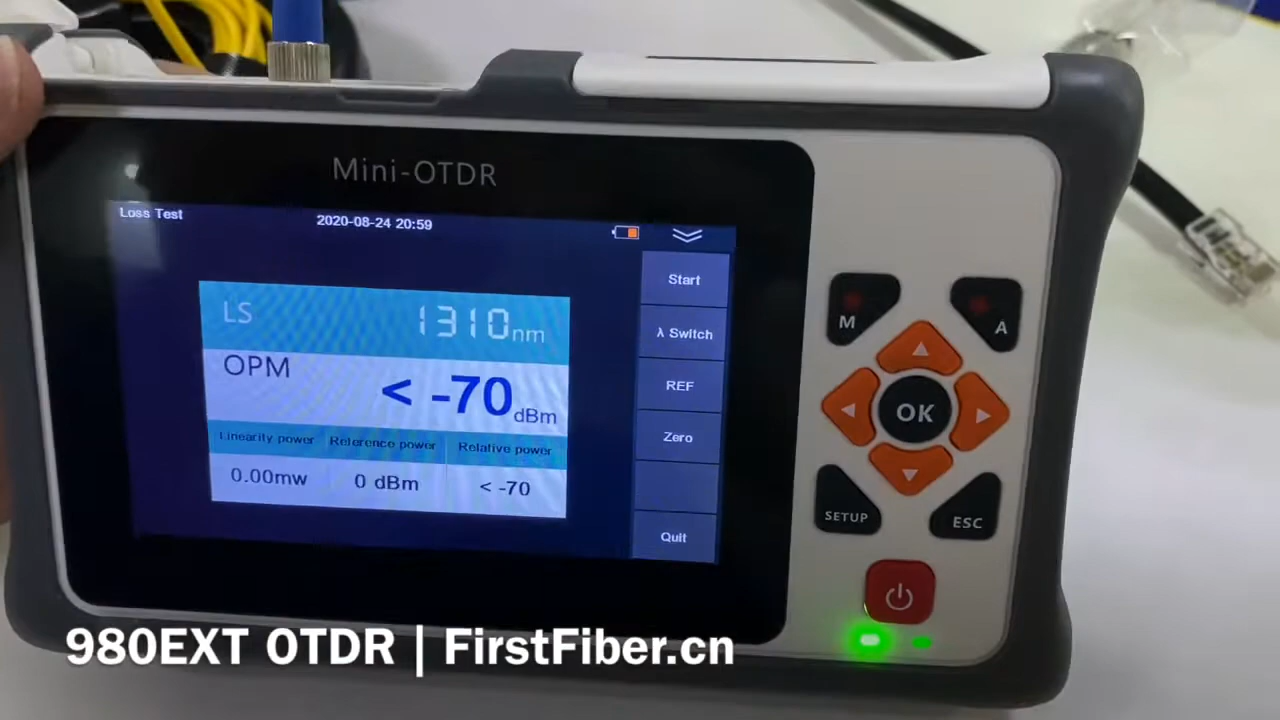 Mini-OTDR
Loss Test
2020-08-24 20:59
Start
LS 1310nm
λ Switch
OPM
< -70dBm
REF
Linearity power Reference power Relative power
Zero
0.00mw 0 dBm < -70
Quit
M
A
OK
SETUP
ESC
980EXT OTDR | FirstFiber.cn